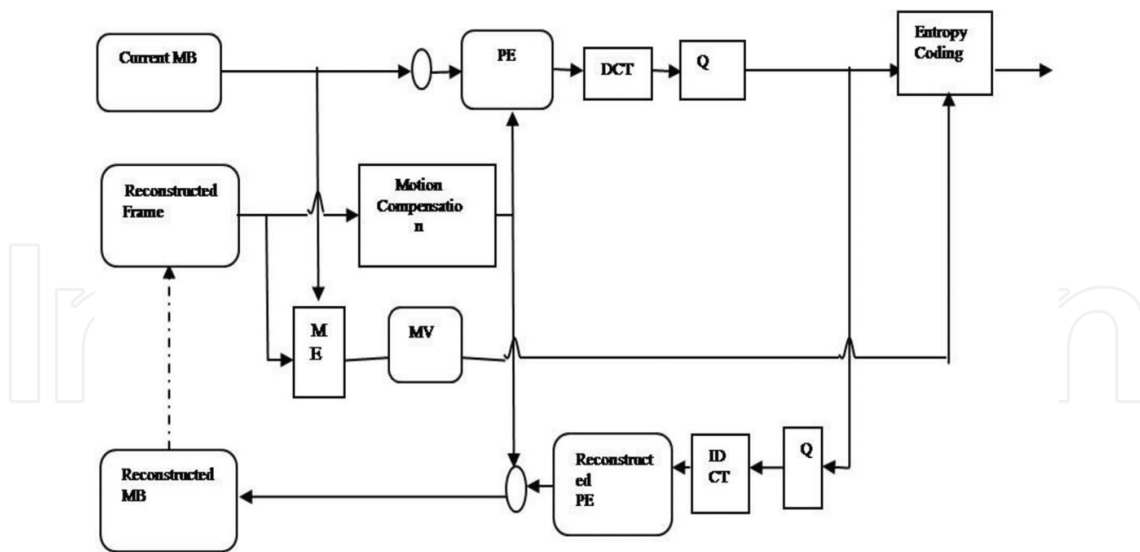 Current MB
PE
DCT
Q
Entropy
Coding
Reconstructed
Frame
Motion
Compensatio
n
M
E
MV
Reconstructed
MB
Reconstruct
ed
PE
ID
CT
Q